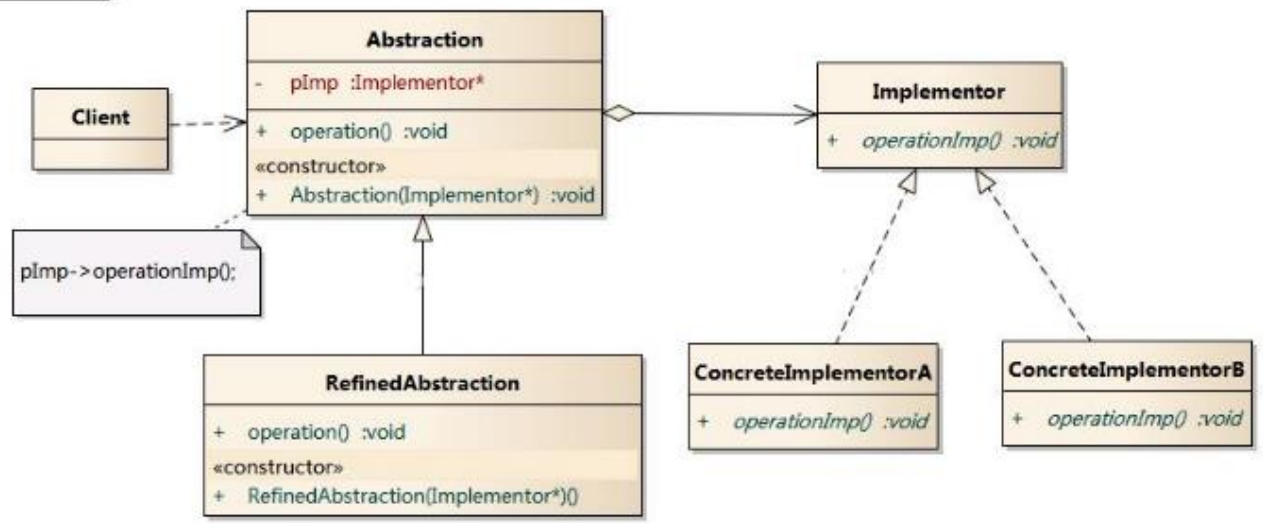 Abstraction
- pImp :Implementor*
+ operation() :void
«constructor»
+ Abstraction(Implementor*) :void
Client
pImp->operationImp();
Implementor
+ operationImp() :void
RefinedAbstraction
+ operation() :void
«constructor»
+ RefinedAbstraction(Implementor*)()
ConcreteImplementorA
+ operationImp() :void
ConcreteImplementorB
+ operationImp() :void